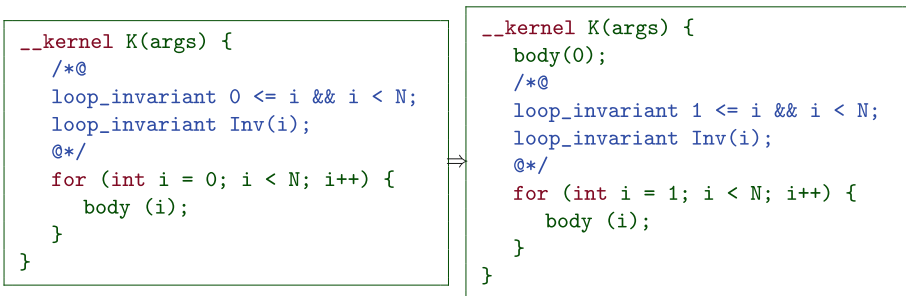 __kernel K(args) {
/*@
loop_invariant 0 <= i && i < N;
loop_invariant Inv(i);
@*/
for (int i = 0; i < N; i++) {
body (i);
}
}
⇒
__kernel K(args) {
body(0);
/*@
loop_invariant 1 <= i && i < N;
loop_invariant Inv(i);
@*/
for (int i = 1; i < N; i++) {
body (i);
}
}